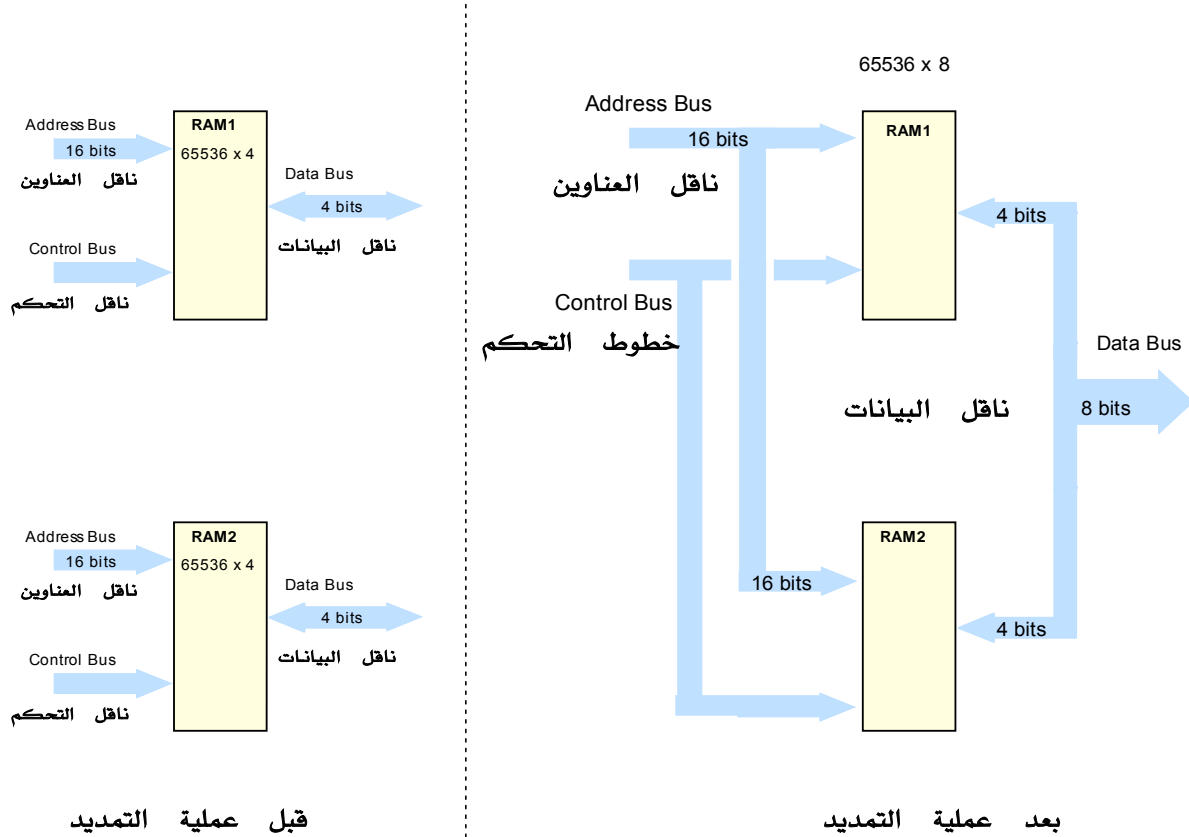 Address Bus
16 bits
ناقل العناوين
Control Bus
ناقل التحكم
RAM1
65536 x 4
Data Bus
4 bits
ناقل البيانات
Address Bus
16 bits
ناقل العناوين
Control Bus
ناقل التحكم
RAM2
65536 x 4
Data Bus
4 bits
ناقل البيانات
قبل عملية التمديد
65536 x 8
Address Bus
16 bits
ناقل العناوين
Control Bus
خطوط التحكم
RAM1
4 bits
Data Bus
8 bits
ناقل البيانات
RAM2
16 bits
4 bits
بعد عملية التمديد